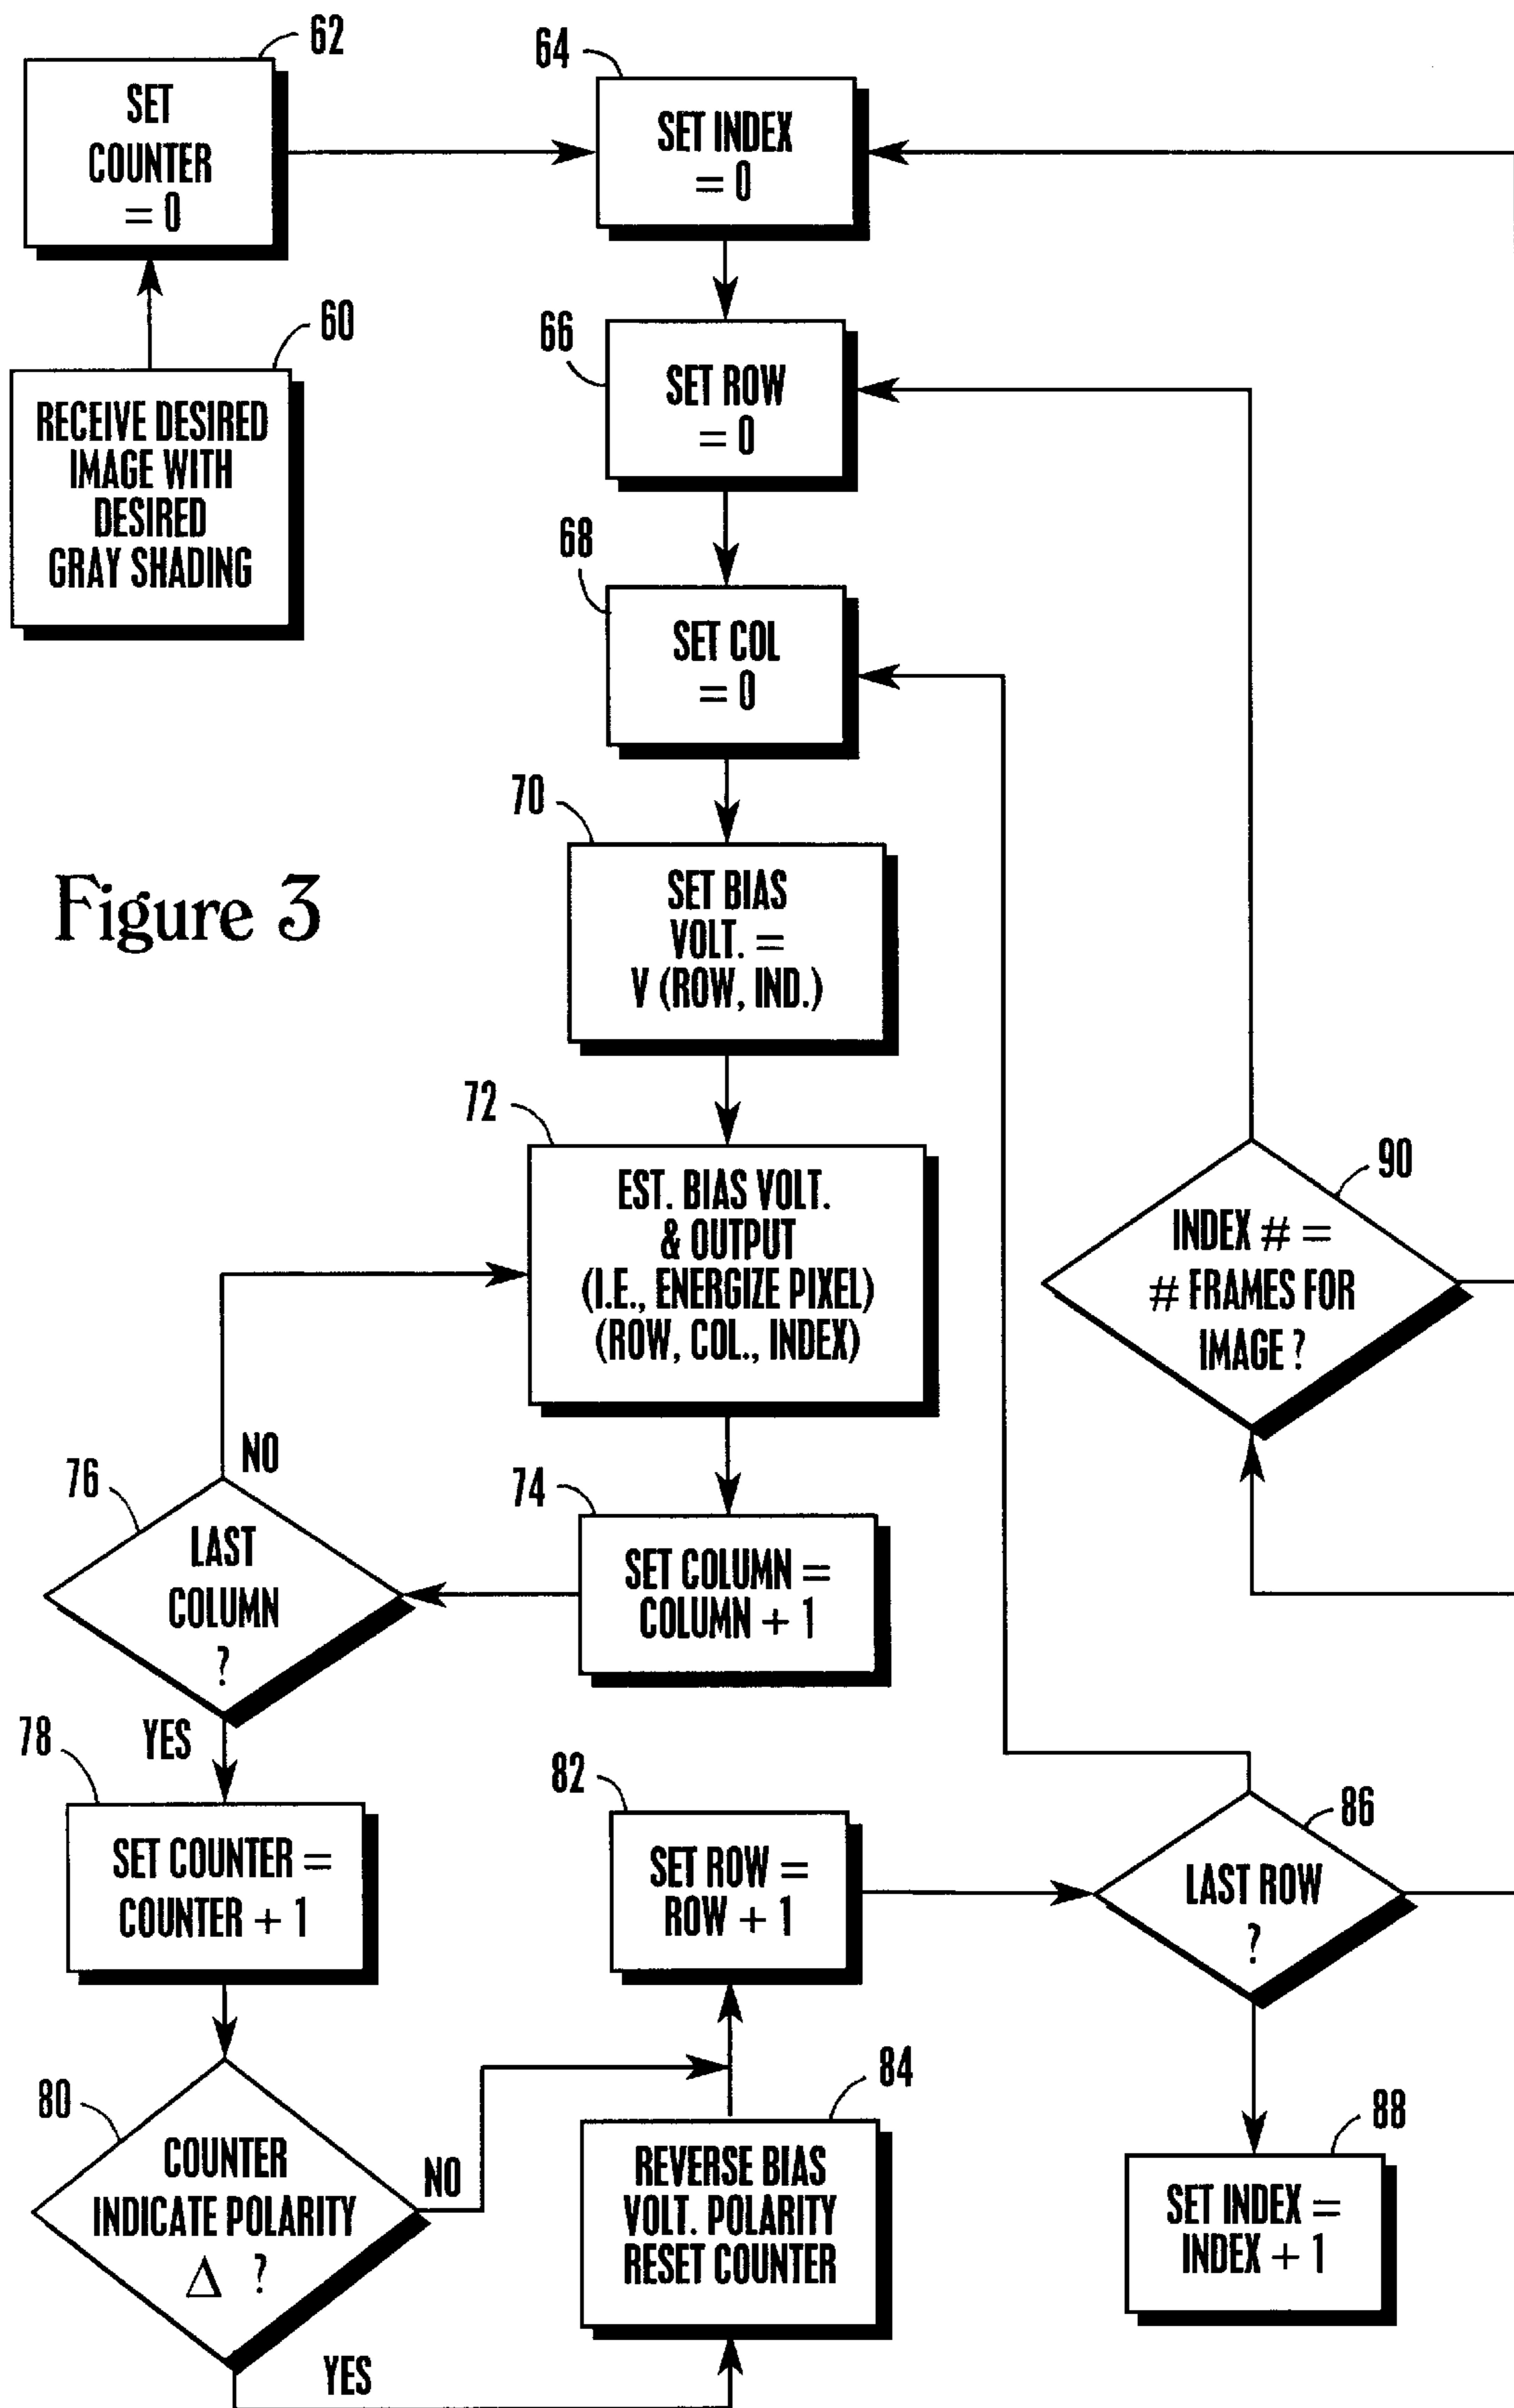 62
SET
COUNTER
= 0
64
SET INDEX
= 0
60
RECEIVE DESIRED
IMAGE WITH
DESIRED
GRAY SHADING
66
SET ROW
= 0
68
SET COL
= 0
Figure 3
70
SET BIAS
VOLT. =
V (ROW, IND.)
72
EST. BIAS VOLT.
& OUTPUT
(I.E., ENERGIZE PIXEL)
(ROW, COL., INDEX)
90
INDEX # =
# FRAMES FOR
IMAGE ?
NO
76
LAST
COLUMN
?
74
SET COLUMN =
COLUMN + 1
YES
78
SET COUNTER =
COUNTER + 1
82
SET ROW =
ROW + 1
86
LAST ROW
?
80
COUNTER
INDICATE POLARITY
Δ ?
NO
YES
84
REVERSE BIAS
VOLT. POLARITY
RESET COUNTER
88
SET INDEX =
INDEX + 1